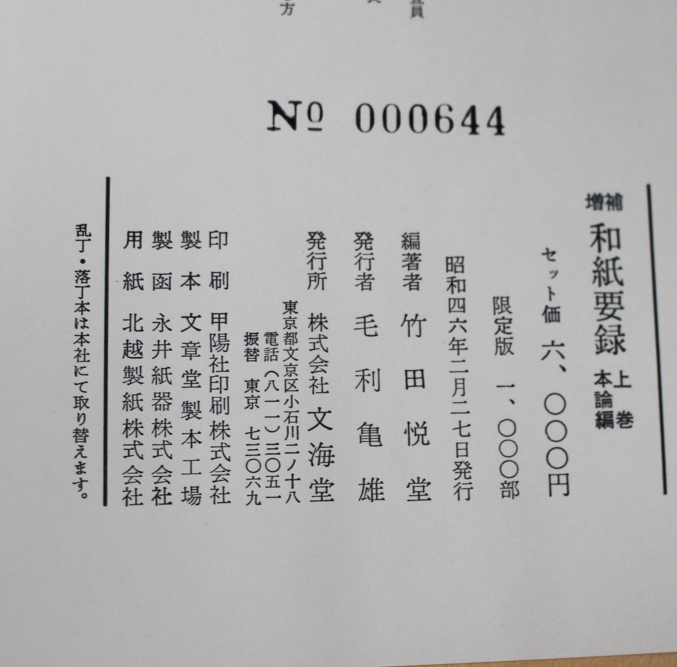 № 000644
増補 和紙要録 上巻 本論編
セット価 六、〇〇〇円
限定版 一、〇〇〇部
昭和四六年二月二七日発行
編著者 竹田悦堂
発行者 毛利亀雄
発行所 株式会社 文海堂
東京都文京区小石川二ノ十八
電話(八一一)三〇五一
振替 東京 七三〇六九
印刷 甲陽社印刷株式会社
製本 文章堂製本工場
製函 永井紙器株式会社
用紙 北越製紙株式会社
乱丁・落丁本は本社にて取り替えます。